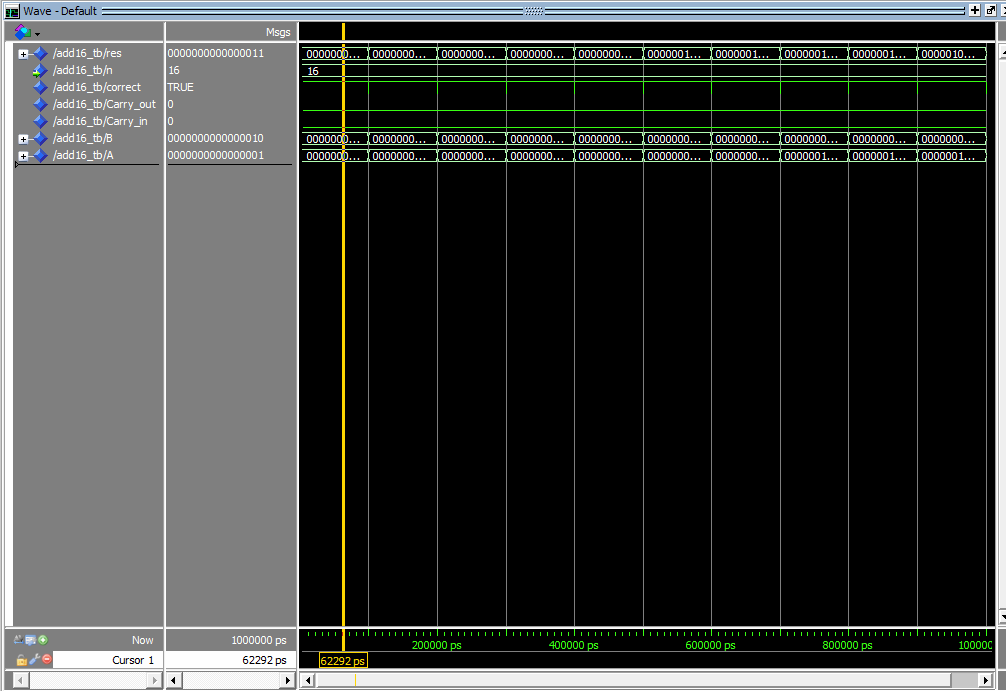 Wave - Default
Msgs
/add16_tb/res 0000000000000011 0000000... 0000000... 0000000... 0000000... 0000000... 0000001... 0000001... 0000001... 0000001... 0000010...
/add16_tb/n 16 16
/add16_tb/correct TRUE
/add16_tb/Carry_out 0
/add16_tb/Carry_in 0
/add16_tb/B 0000000000000010 0000000... 0000000... 0000000... 0000000... 0000000... 0000000... 0000000... 0000000... 0000000... 0000000...
/add16_tb/A 0000000000000001 0000000... 0000000... 0000000... 0000000... 0000000... 0000000... 0000000... 0000001... 0000001... 0000001...
Now 1000000 ps 200000 ps 400000 ps 600000 ps 800000 ps 100000
Cursor 1 62292 ps 62292 ps